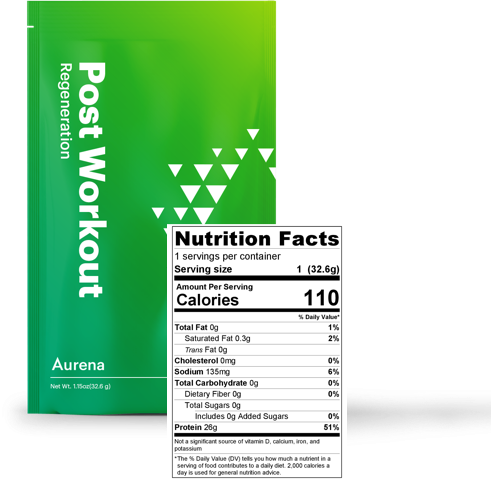 Post Workout
Regeneration
Aurena
Net Wt. 1.15oz(32.6 g)
Nutrition Facts
1 servings per container
Serving size 1 (32.6g)
Amount Per Serving
Calories 110
% Daily Value*
Total Fat 0g 1%
Saturated Fat 0.3g 2%
Trans Fat 0g
Cholesterol 0mg 0%
Sodium 135mg 6%
Total Carbohydrate 0g 0%
Dietary Fiber 0g 0%
Total Sugars 0g
Includes 0g Added Sugars 0%
Protein 26g 51%
Not a significant source of vitamin D, calcium, iron, and
potassium
*The % Daily Value (DV) tells you how much a nutrient in a
serving of food contributes to a daily diet. 2,000 calories a
day is used for general nutrition advice.